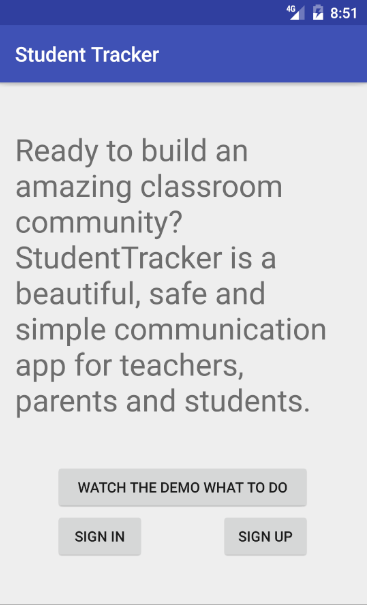 4G 8:51
Student Tracker
Ready to build an
amazing classroom
community?
StudentTracker is a
beautiful, safe and
simple communication
app for teachers,
parents and students.
WATCH THE DEMO WHAT TO DO
SIGN IN SIGN UP